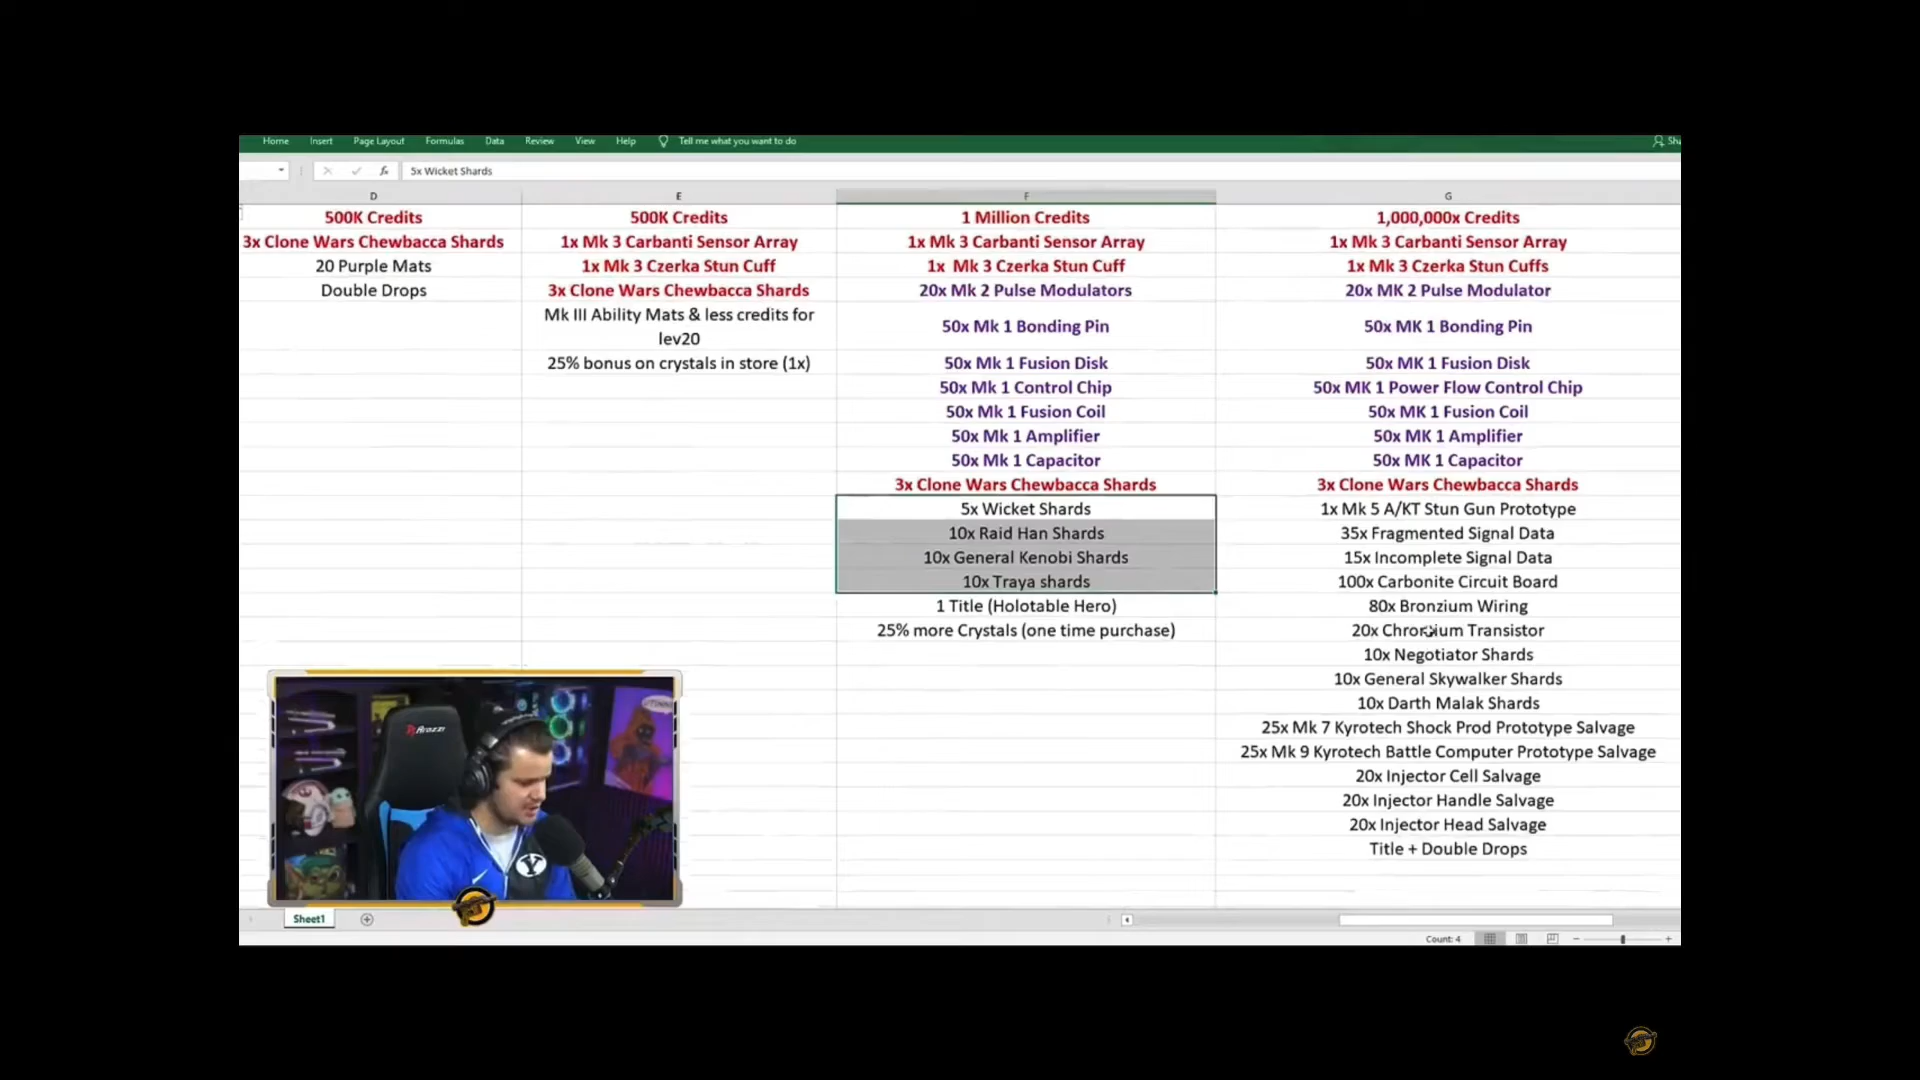 Home Insert Page Layout Formulas Data Review View Help Tell me what you want to do
5x Wicket Shards
D E F G
500K Credits
3x Clone Wars Chewbacca Shards
20 Purple Mats
Double Drops
500K Credits
1x Mk 3 Carbanti Sensor Array
1x Mk 3 Czerka Stun Cuff
3x Clone Wars Chewbacca Shards
Mk III Ability Mats & less credits for
lev20
25% bonus on crystals in store (1x)
1 Million Credits
1x Mk 3 Carbanti Sensor Array
1x Mk 3 Czerka Stun Cuff
20x Mk 2 Pulse Modulators
50x Mk 1 Bonding Pin
50x Mk 1 Fusion Disk
50x Mk 1 Control Chip
50x Mk 1 Fusion Coil
50x Mk 1 Amplifier
50x Mk 1 Capacitor
3x Clone Wars Chewbacca Shards
5x Wicket Shards
10x Raid Han Shards
10x General Kenobi Shards
10x Traya shards
1 Title (Holotable Hero)
25% more Crystals (one time purchase)
1,000,000x Credits
1x Mk 3 Carbanti Sensor Array
1x Mk 3 Czerka Stun Cuffs
20x MK 2 Pulse Modulator
50x MK 1 Bonding Pin
50x MK 1 Fusion Disk
50x MK 1 Power Flow Control Chip
50x MK 1 Fusion Coil
50x MK 1 Amplifier
50x MK 1 Capacitor
3x Clone Wars Chewbacca Shards
1x Mk 5 A/KT Stun Gun Prototype
35x Fragmented Signal Data
15x Incomplete Signal Data
100x Carbonite Circuit Board
80x Bronzium Wiring
20x Chromium Transistor
10x Negotiator Shards
10x General Skywalker Shards
10x Darth Malak Shards
25x Mk 7 Kyrotech Shock Prod Prototype Salvage
25x Mk 9 Kyrotech Battle Computer Prototype Salvage
20x Injector Cell Salvage
20x Injector Handle Salvage
20x Injector Head Salvage
Title + Double Drops
Arozzi
Y
Sheet1
Count: 4